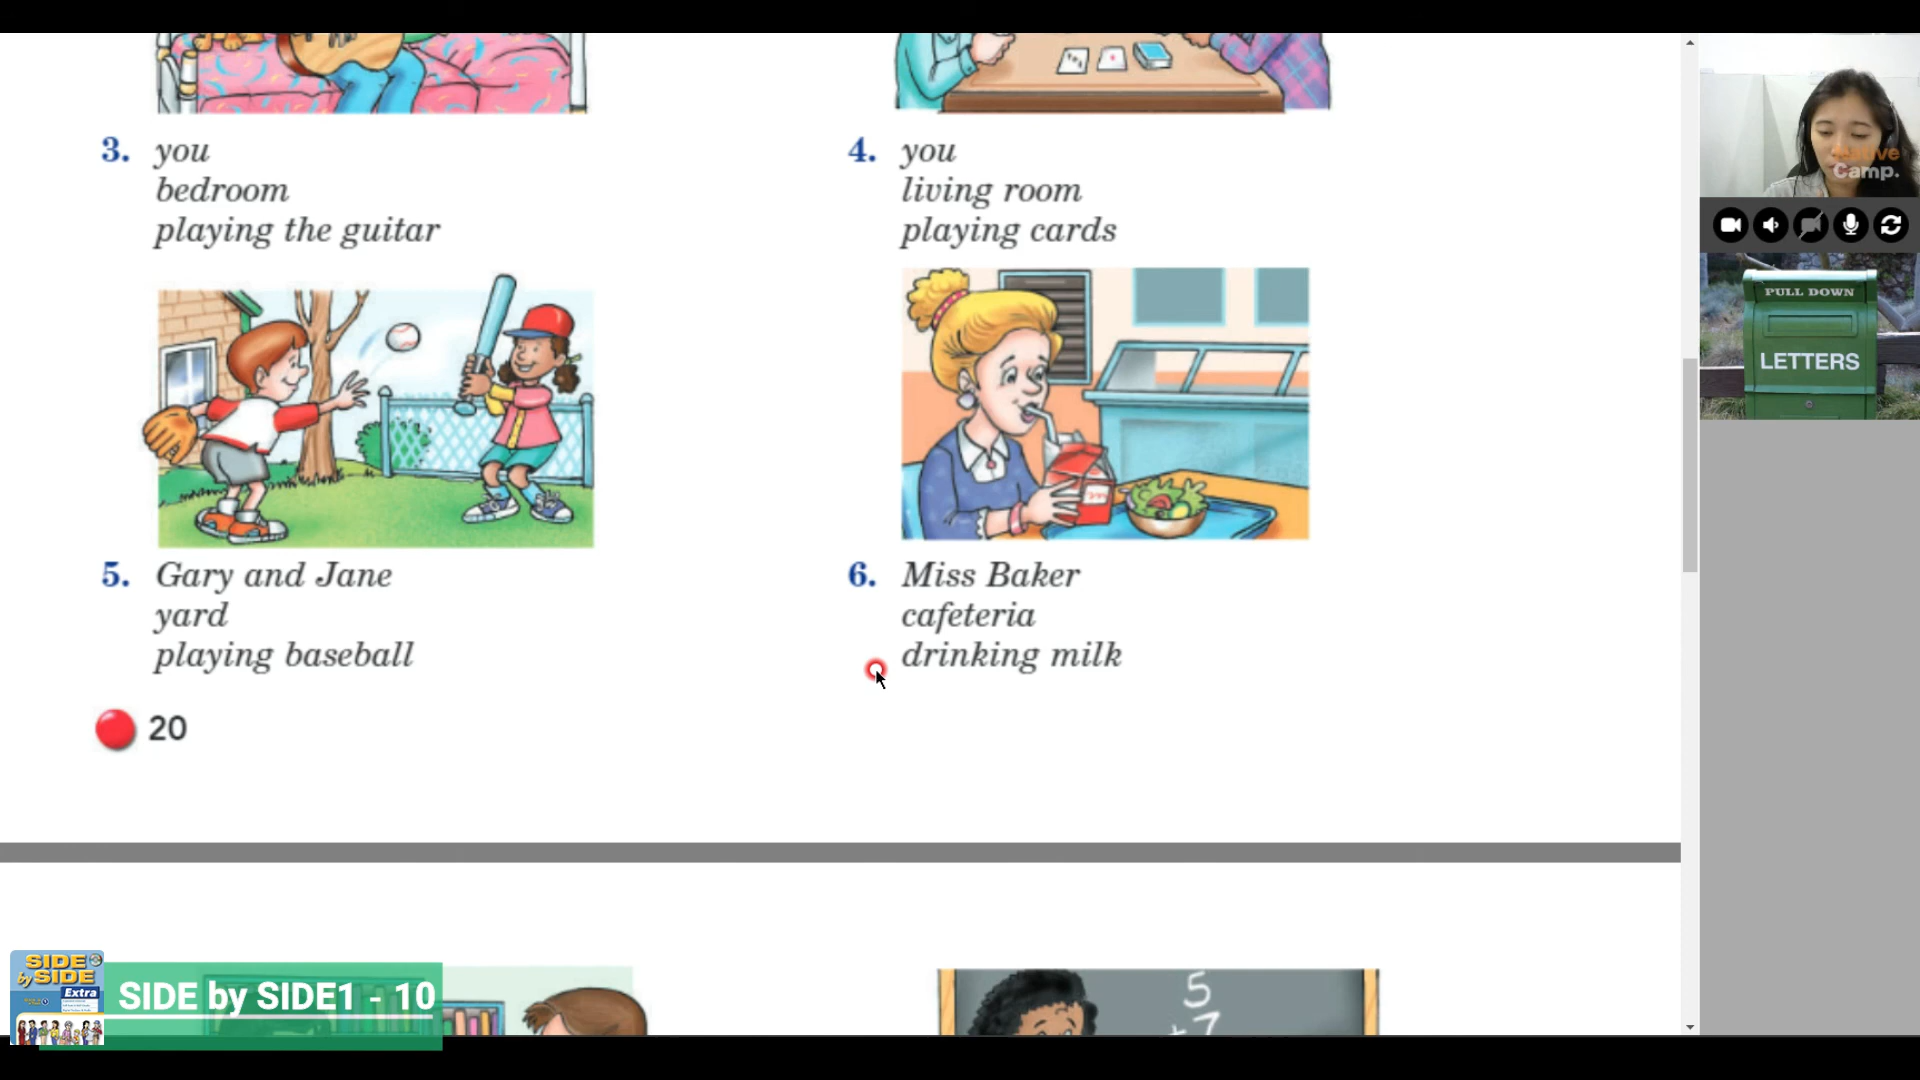 3. you
bedroom
playing the guitar
4. you
living room
playing cards
5. Gary and Jane
yard
playing baseball
6. Miss Baker
cafeteria
drinking milk
20
5
+7
Native
Camp.
PULL DOWN
LETTERS
SIDE
by SIDE
Extra
SIDE by SIDE1 - 10